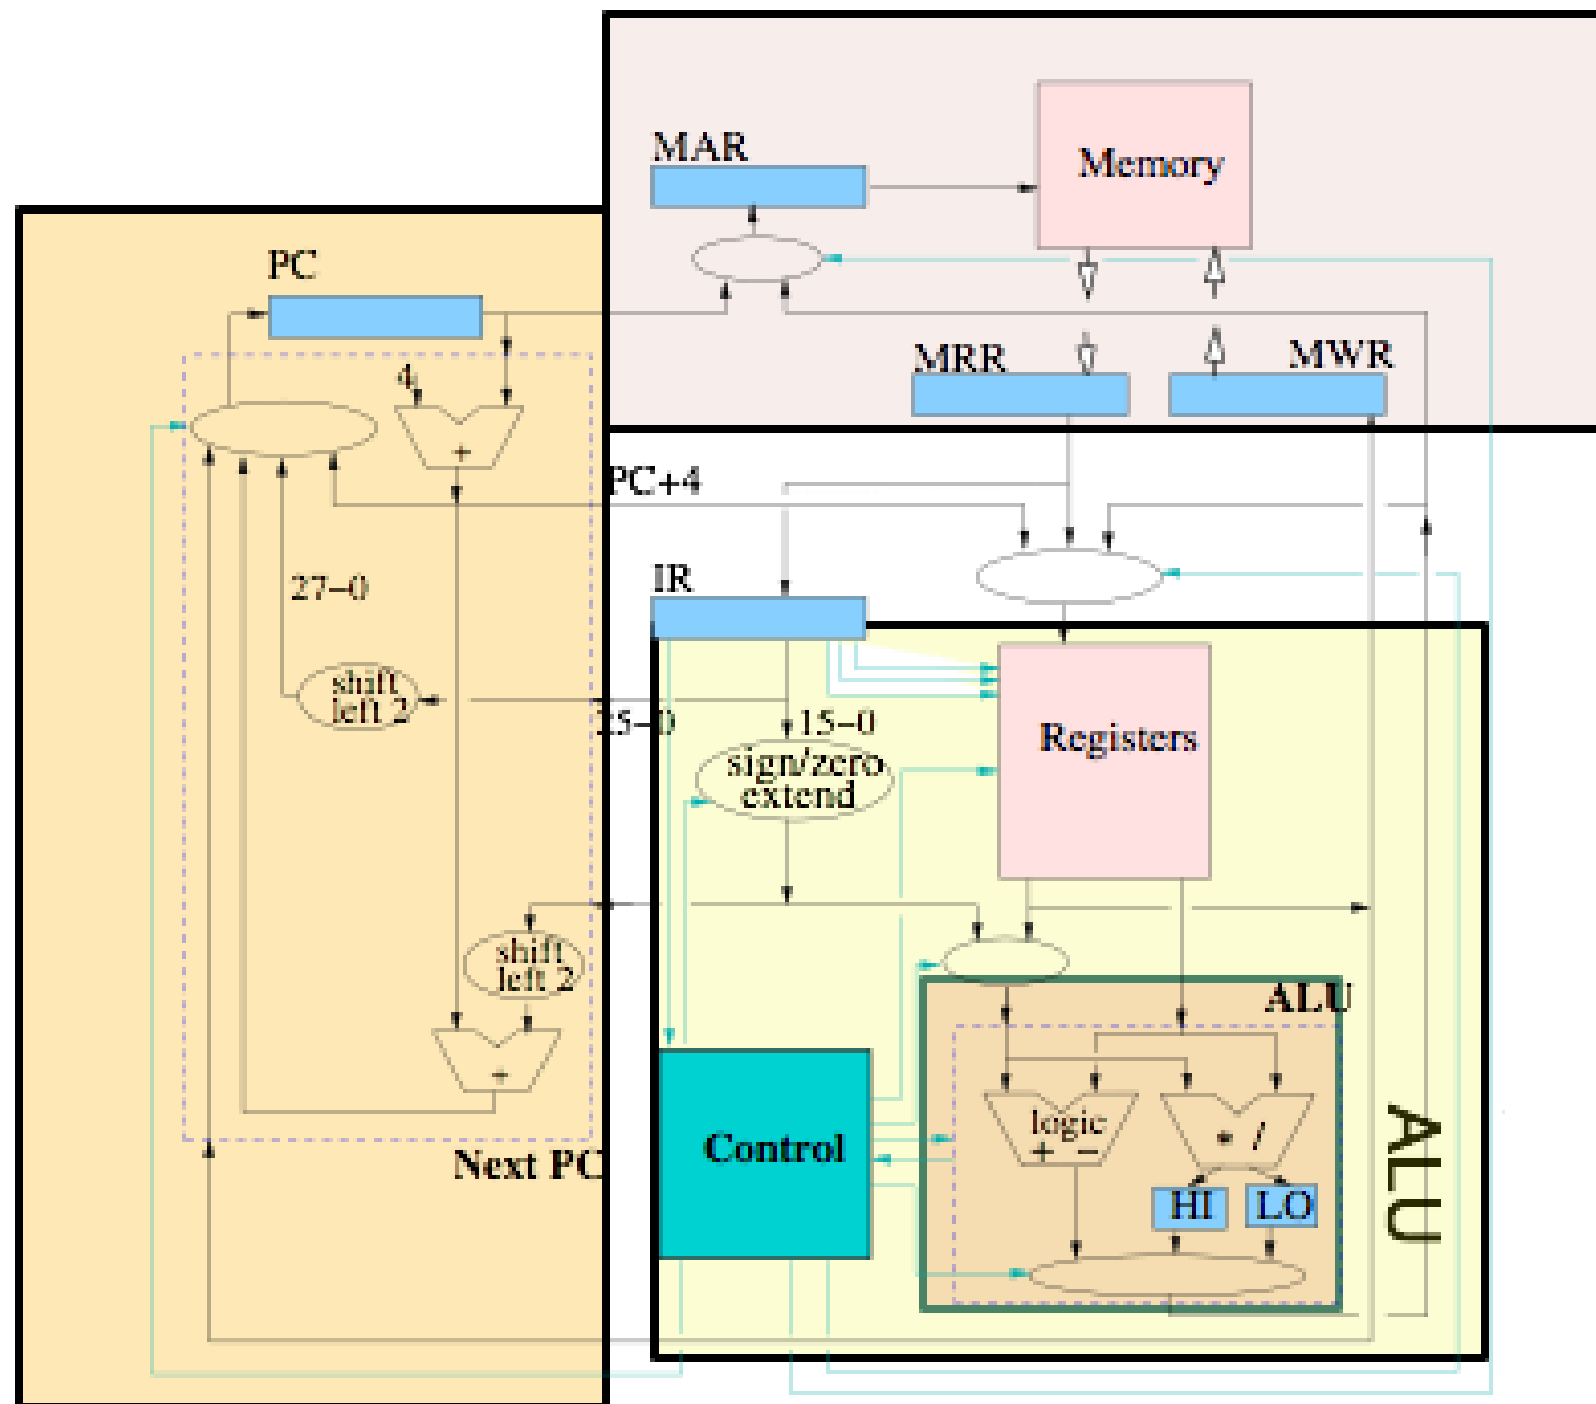 MAR
Memory
PC
MRR
MWR
4
+
PC+4
27-0
IR
shift
left 2
25-0
15-0
sign/zero
extend
Registers
shift
left 2
ALU
+
logic
+ -
* /
Control
Next PC
HI
LO
ALU